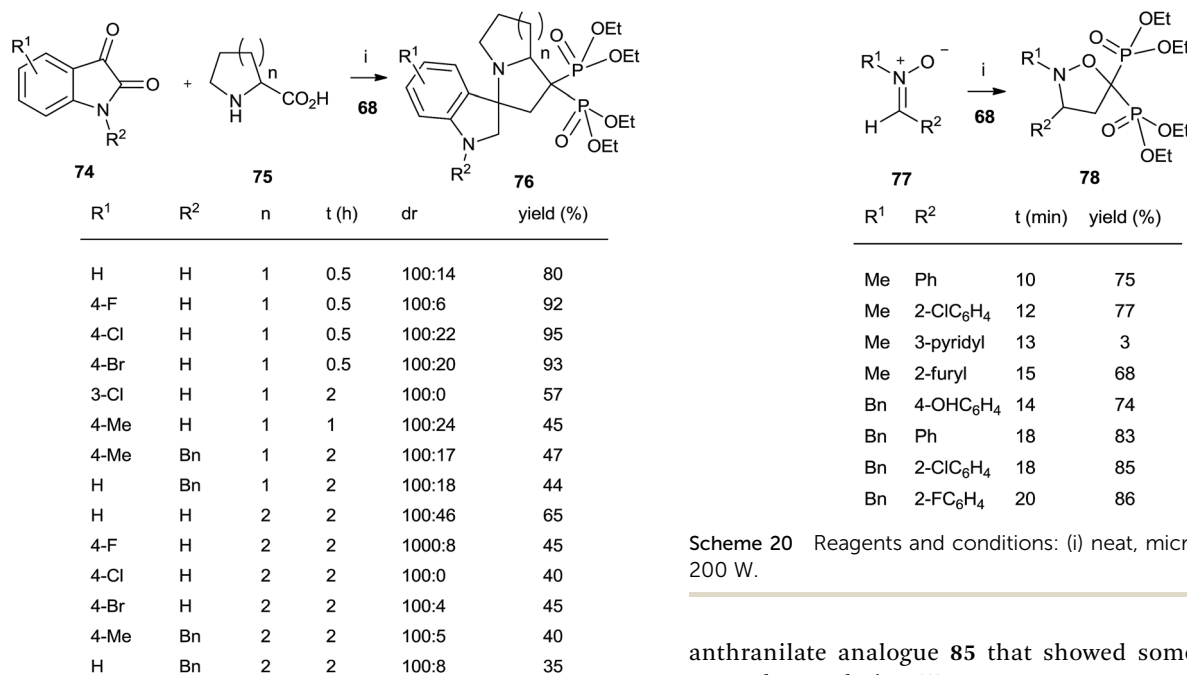 R¹ O O N R² 74
+
N H CO₂H n 75
i
68
R¹ N n N R² P O OEt OEt P O OEt OEt 76
R¹ R² n t (h) dr yield (%)
H H 1 0.5 100:14 80
4-F H 1 0.5 100:6 92
4-Cl H 1 0.5 100:22 95
4-Br H 1 0.5 100:20 93
3-Cl H 1 2 100:0 57
4-Me H 1 1 100:24 45
4-Me Bn 1 2 100:17 47
H Bn 1 2 100:18 44
H H 2 2 100:46 65
4-F H 2 2 1000:8 45
4-Cl H 2 2 100:0 40
4-Br H 2 2 100:4 45
4-Me Bn 2 2 100:5 40
H Bn 2 2 100:8 35
R¹ N + O − H R² 77
i
68
R¹ N O R² P O OEt OEt P O OEt OEt 78
R¹ R² t (min) yield (%)
Me Ph 10 75
Me 2-ClC₆H₄ 12 77
Me 3-pyridyl 13 3
Me 2-furyl 15 68
Bn 4-OHC₆H₄ 14 74
Bn Ph 18 83
Bn 2-ClC₆H₄ 18 85
Bn 2-FC₆H₄ 20 86
Scheme 20 Reagents and conditions: (i) neat, micr
200 W.
anthranilate analogue 85 that showed some